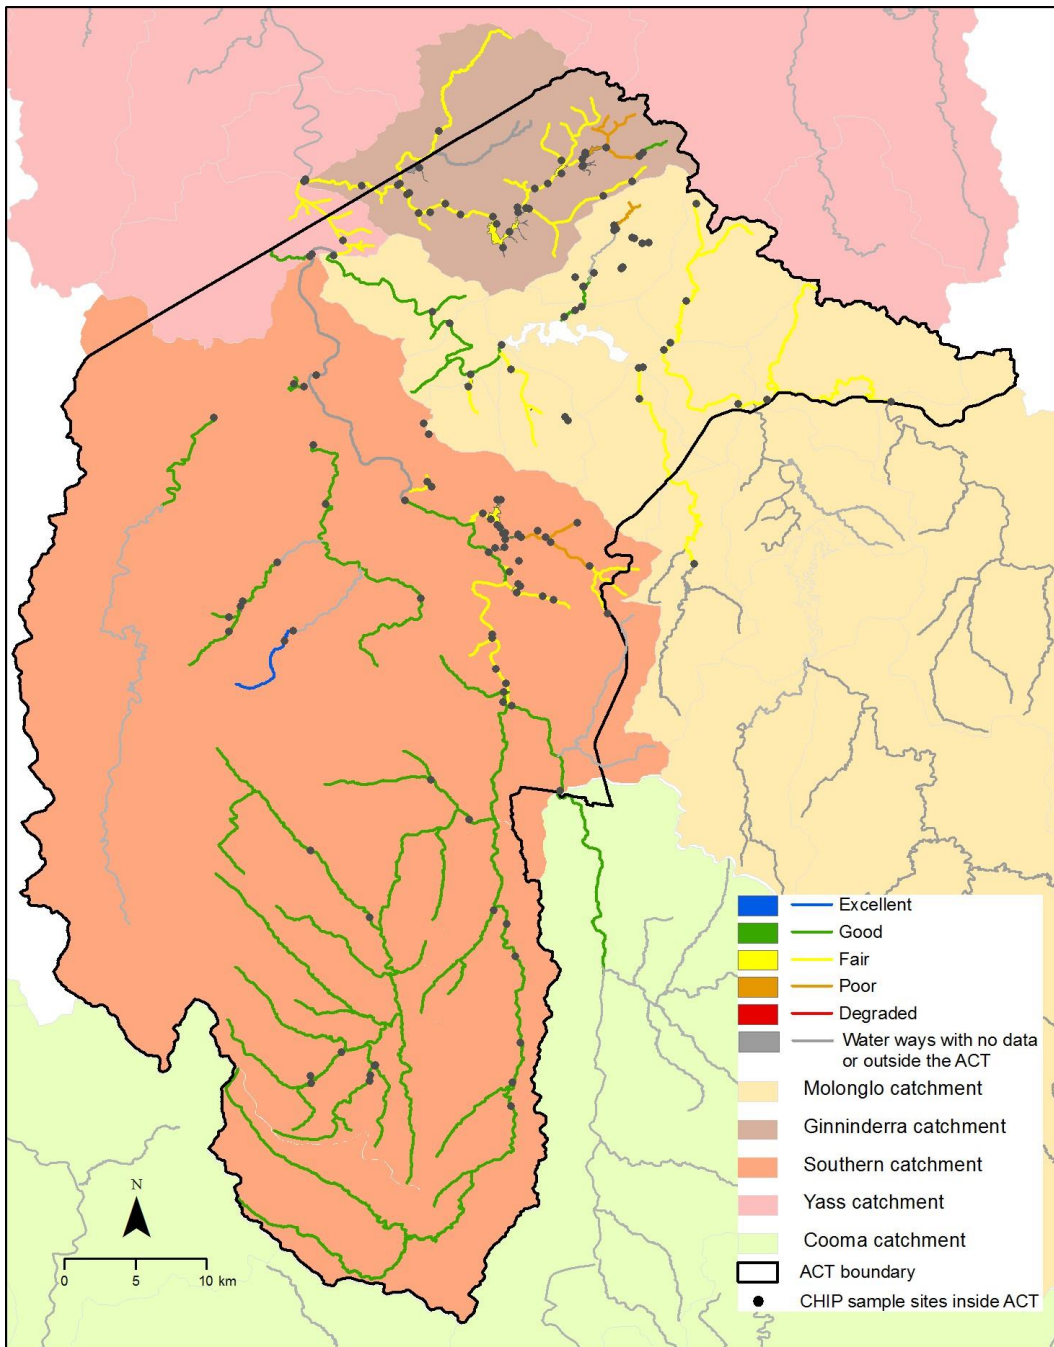 Excellent
Good
Fair
Poor
Degraded
Water ways with no data
or outside the ACT
Molonglo catchment
Ginninderra catchment
Southern catchment
Yass catchment
Cooma catchment
ACT boundary
CHIP sample sites inside ACT
N
0 5 10 km